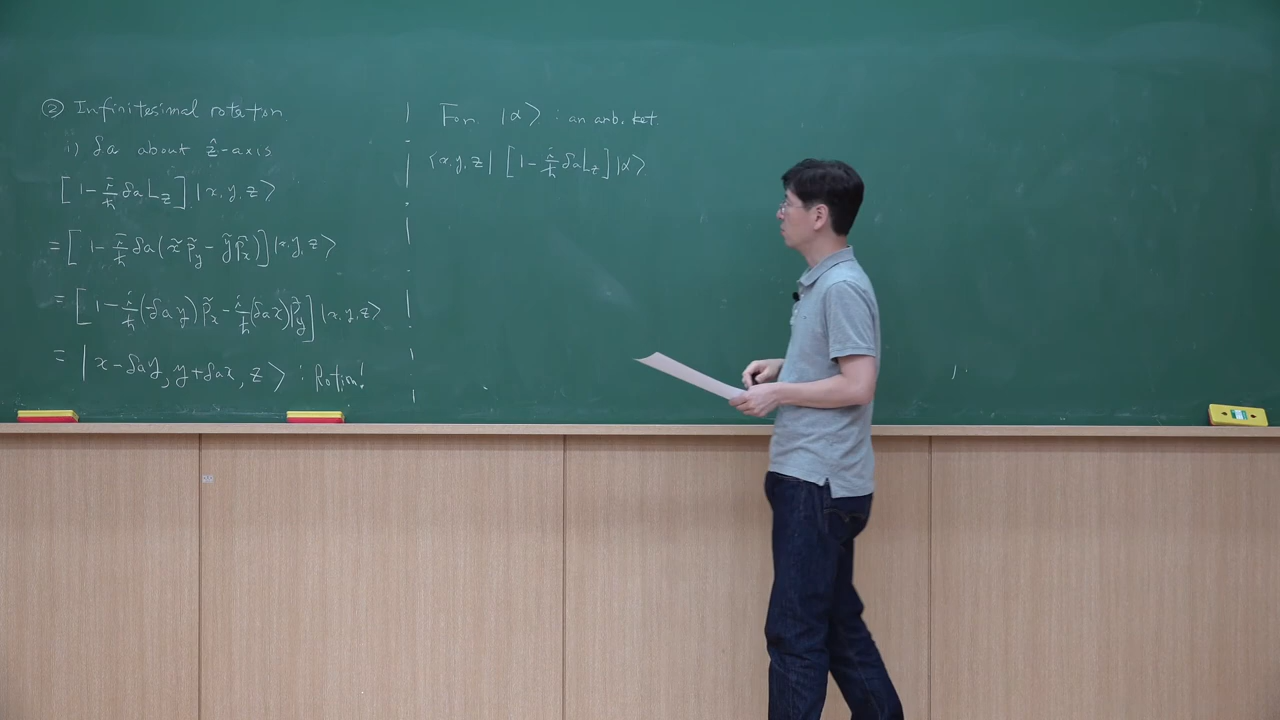 ② Infinitesimal rotation.
i) δa about ẑ-axis
[1 - i/ħ δa L_z] |x, y, z⟩
= [1 - i/ħ δa (x̃ p̃_y - ỹ p̃_x)] |x, y, z⟩
= [1 - i/ħ (-δa y) p̃_x - i/ħ (δa x) p̃_y] |x, y, z⟩
= |x - δa y, y + δa x, z⟩ : Rotion!
For |α⟩ : an arb. ket.
⟨x, y, z| [1 - i/ħ δa L_z] |α⟩